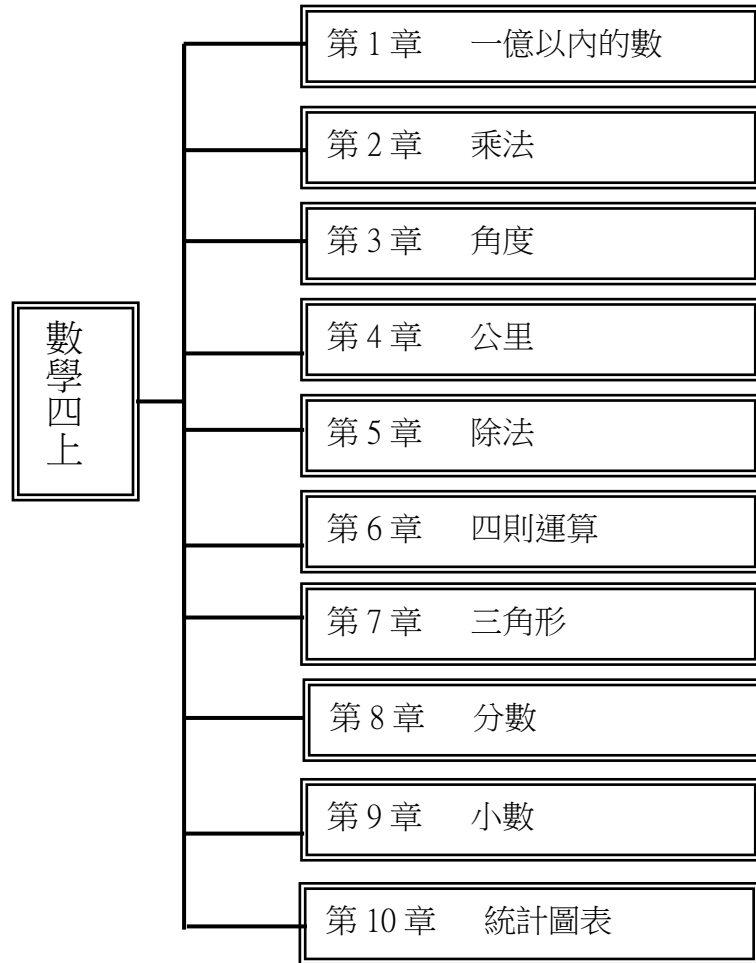 數學四上
第 1 章 一億以內的數
第 2 章 乘法
第 3 章 角度
第 4 章 公里
第 5 章 除法
第 6 章 四則運算
第 7 章 三角形
第 8 章 分數
第 9 章 小數
第 10 章 統計圖表